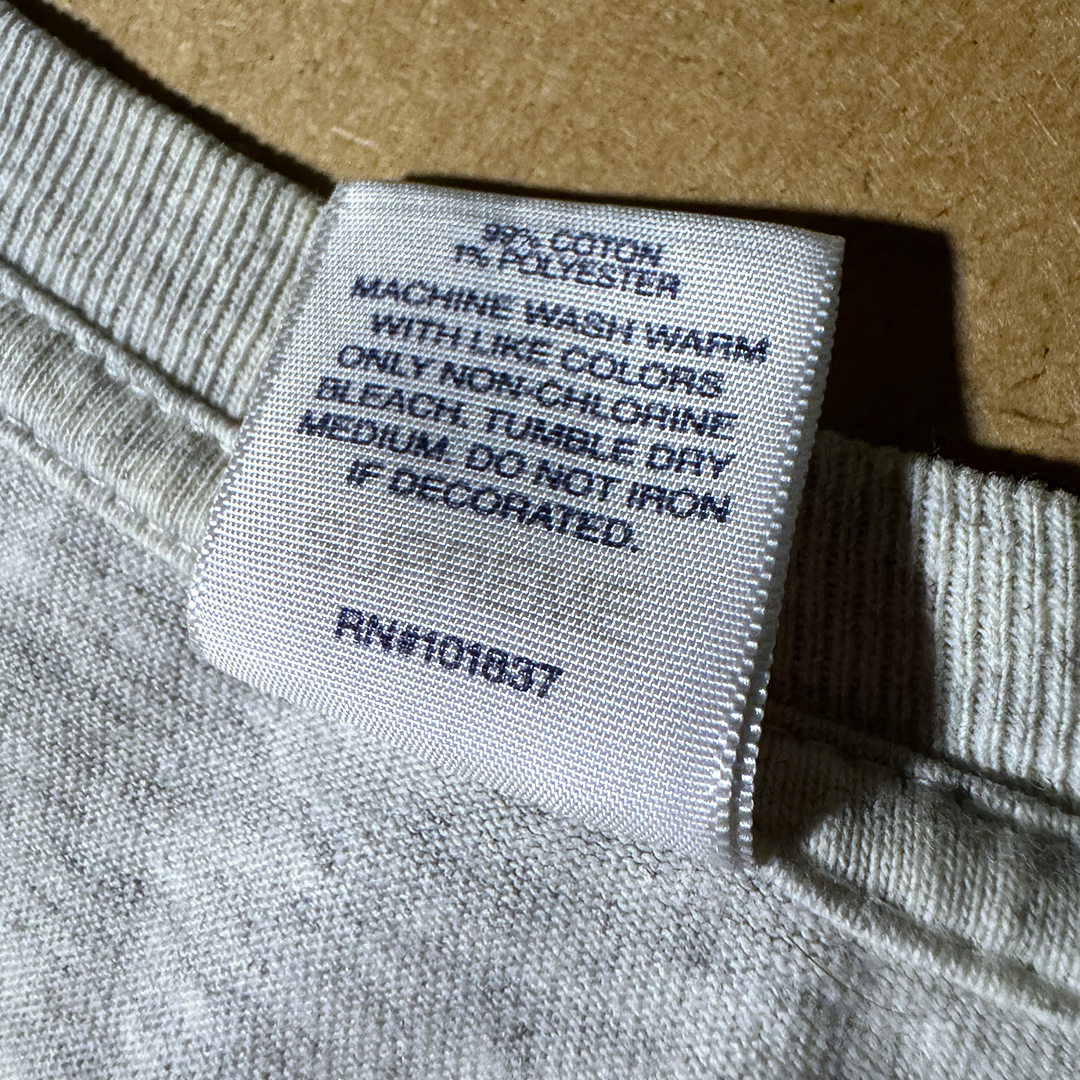 99% COTON
1% POLYESTER
MACHINE WASH WARM
WITH LIKE COLORS
ONLY NON-CHLORINE
BLEACH. TUMBLE DRY
MEDIUM. DO NOT IRON
IF DECORATED.
RN#101837